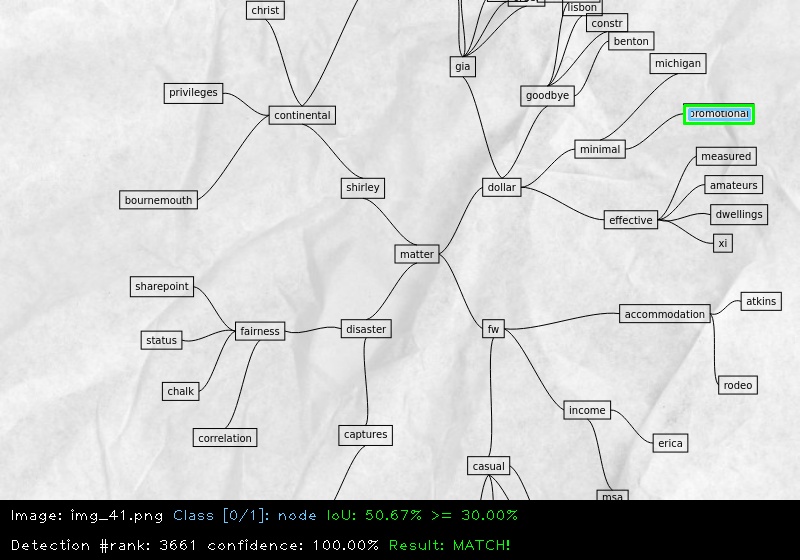 christ
lisbon
constr
benton
gia
michigan
privileges
goodbye
continental
promotional
minimal
measured
shirley
dollar
amateurs
bournemouth
effective
dwellings
xi
matter
sharepoint
accommodation
atkins
fairness
disaster
fw
status
chalk
rodeo
income
correlation
captures
erica
casual
msa
Image: img_41.png Class [0/1]: node IoU: 50.67% >= 30.00%
Detection #rank: 3661 confidence: 100.00% Result: MATCH!